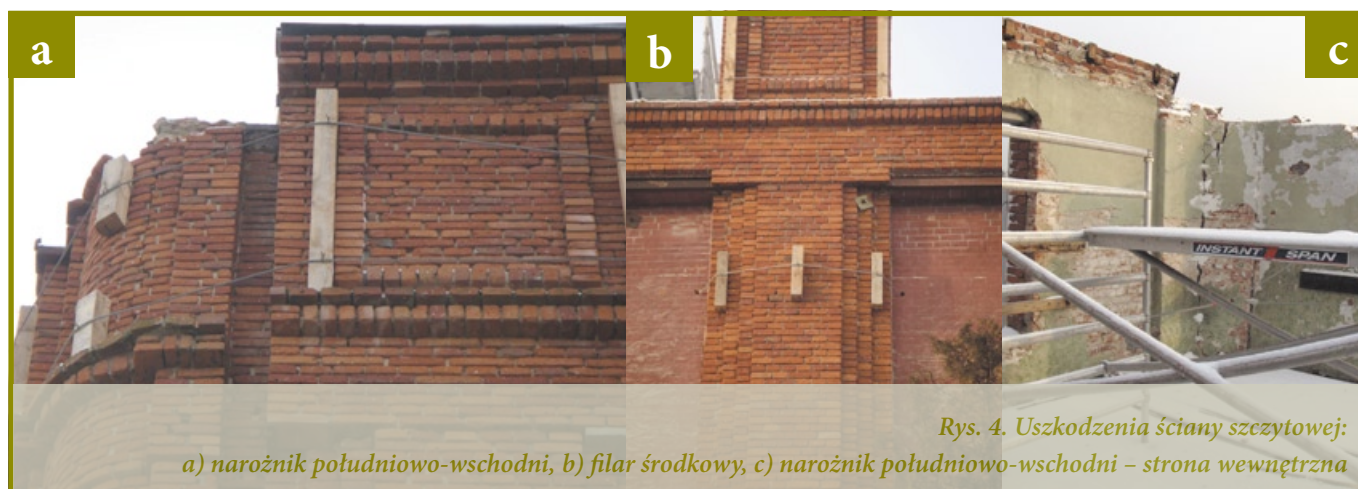 a
b
c
INSTANT SPAN
Rys. 4. Uszkodzenia ściany szczytowej:
a) narożnik południowo-wschodni, b) filar środkowy, c) narożnik południowo-wschodni – strona wewnętrzna